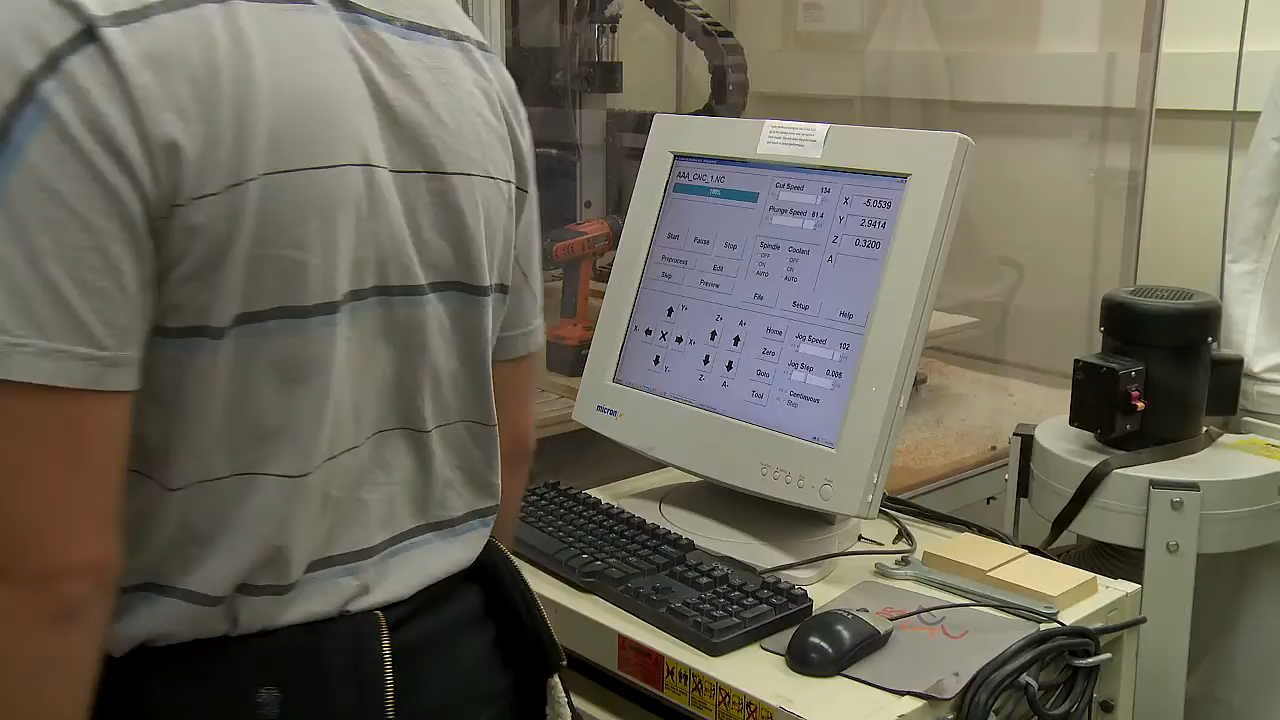 AAA_CNC_1.NC
100%
Cut Speed 134
Plunge Speed 61.4
X -5.0539
Y 2.9414
Z 0.3200
A
Start Pause Stop
Spindle Coolant
OFF OFF
ON ON
AUTO AUTO
Preprocess Edit
Skip Preview
File Setup Help
Y+ Z+ A+
X- X+
Y- Z- A-
Home
Zero
Goto
Tool
Jog Speed 102
Jog Step 0.005
Continuous
Step
micron